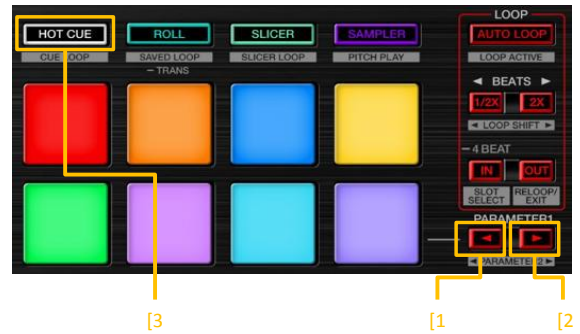 LOOP
HOT CUE
ROLL
SLICER
SAMPLER
AUTO LOOP
CUE LOOP
SAVED LOOP
SLICER LOOP
PITCH PLAY
LOOP ACTIVE
– TRANS
◄ BEATS ►
1/2X
2X
◄ LOOP SHIFT ►
– 4 BEAT
IN
OUT
SLOT SELECT
RELOOP/ EXIT
PARAMETER1
◄ PARAMETER2 ►
[3
[1
[2